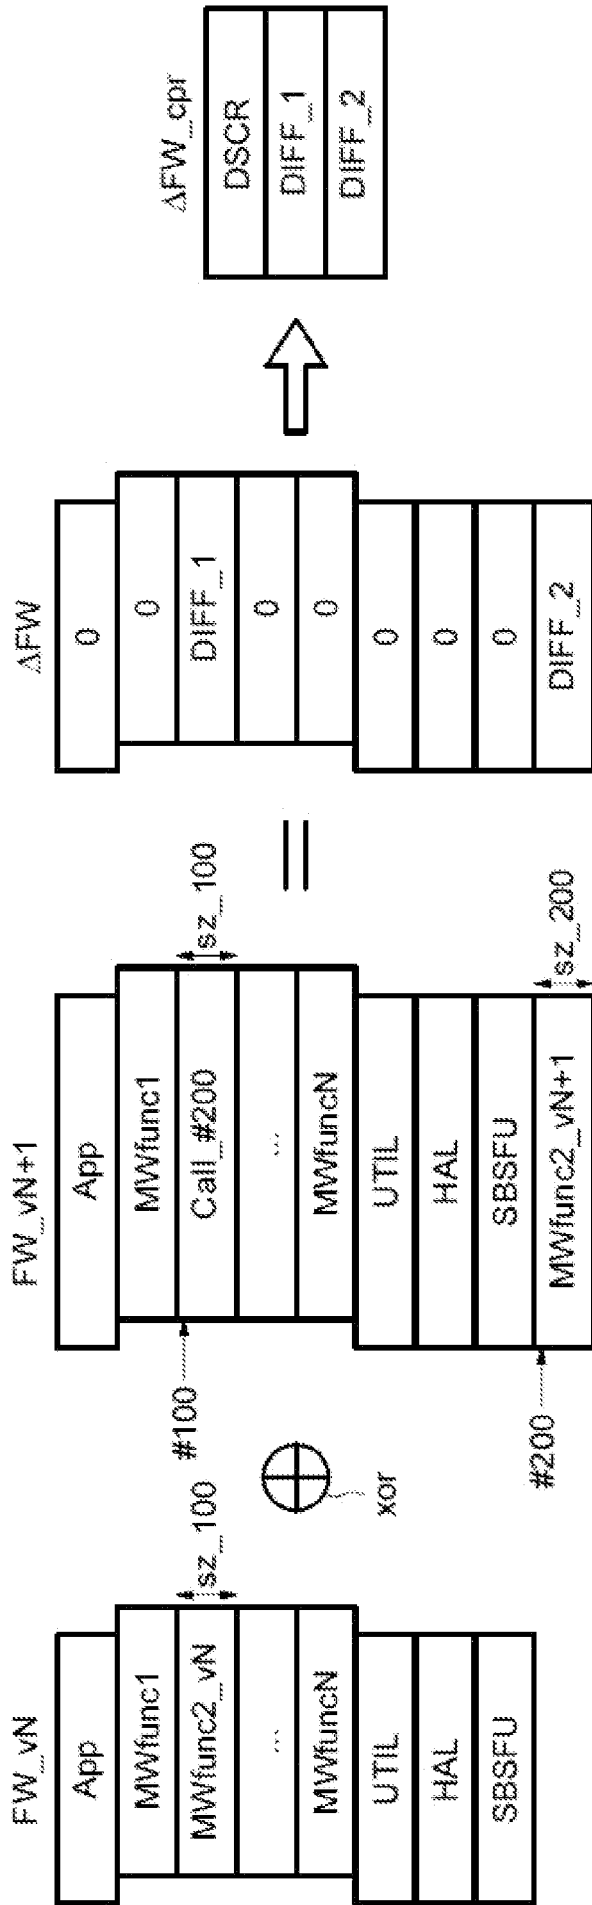 FW_vN
App
MWfunc1
MWfunc2_vN
...
MWfuncN
UTIL
HAL
SBSFU
sz_100
xor
FW_vN+1
App
MWfunc1
Call_#200
...
MWfuncN
UTIL
HAL
SBSFU
MWfunc2_vN+1
#100
#200
sz_100
sz_200
=
ΔFW
0
0
DIFF_1
0
0
0
0
0
DIFF_2
ΔFW_cpr
DSCR
DIFF_1
DIFF_2